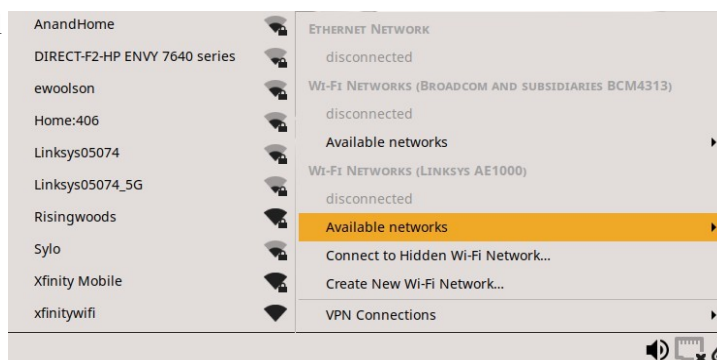 AnandHome
DIRECT-F2-HP ENVY 7640 series
ewoolson
Home:406
Linksys05074
Linksys05074_5G
Risingwoods
Sylo
Xfinity Mobile
xfinitywifi
Ethernet Network
disconnected
Wi-Fi Networks (Broadcom and subsidiaries BCM4313)
disconnected
Available networks
Wi-Fi Networks (Linksys AE1000)
disconnected
Available networks
Connect to Hidden Wi-Fi Network...
Create New Wi-Fi Network...
VPN Connections